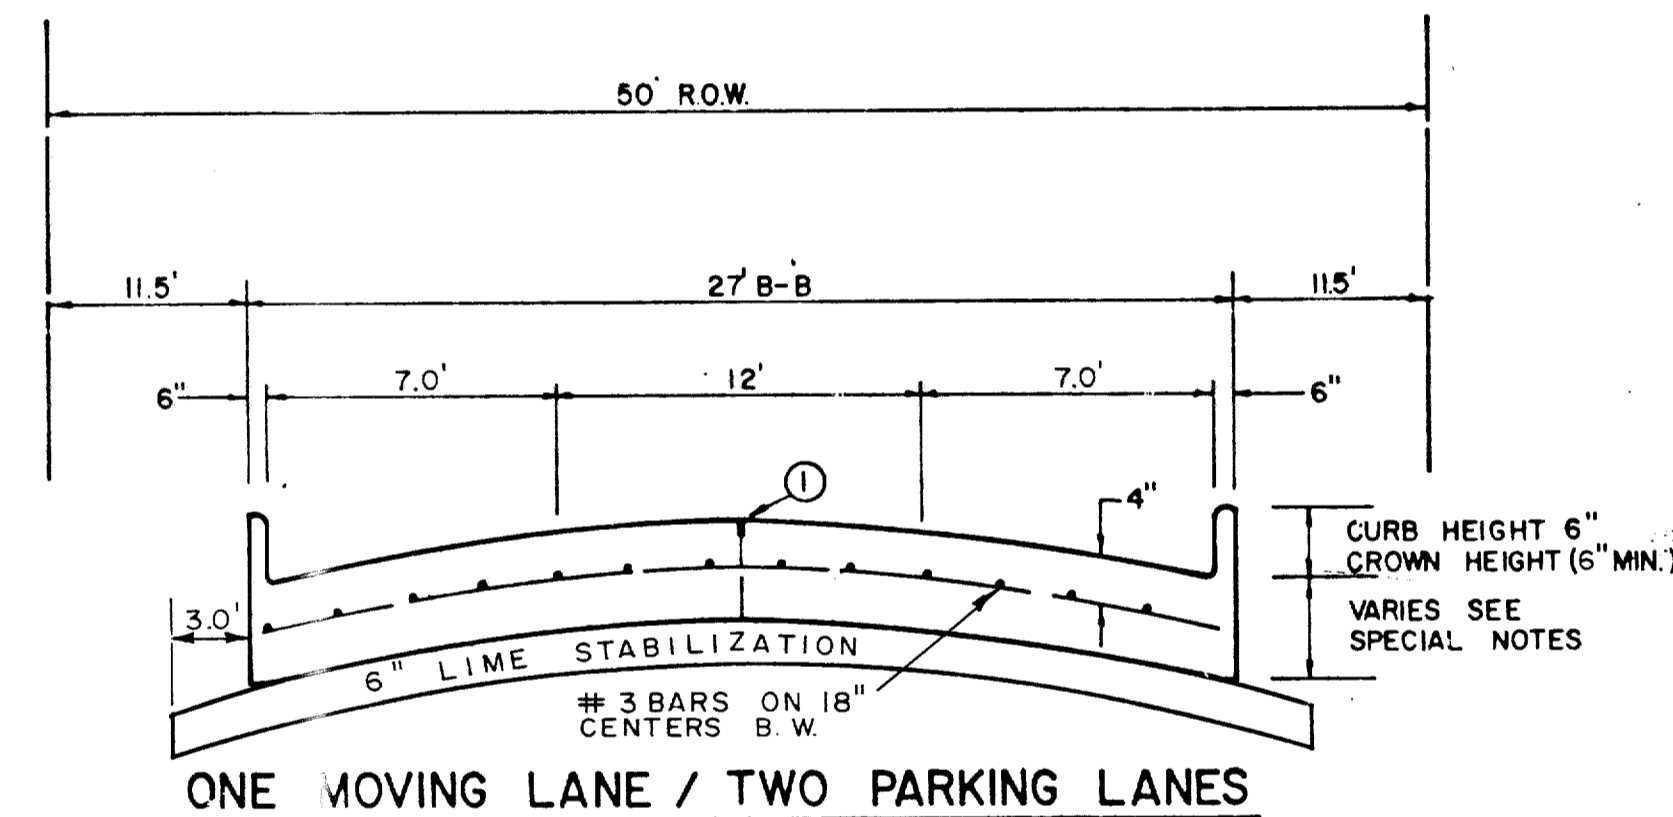 50' R.O.W.
11.5'
27' B-B
11.5'
6"
7.0'
12'
7.0'
6"
1
4"
CURB HEIGHT 6"
CROWN HEIGHT (6" MIN.)
3.0'
VARIES SEE
SPECIAL NOTES
6" LIME STABILIZATION
# 3 BARS ON 18"
CENTERS B.W.
ONE MOVING LANE / TWO PARKING LANES